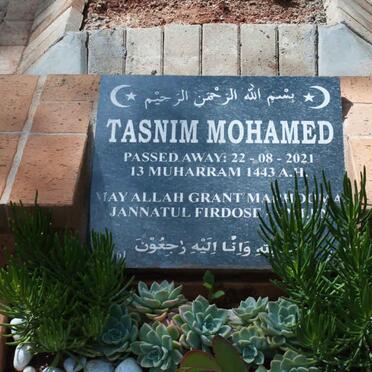 بسم الله الرحمن الرحيم
TASNIM MOHAMED
PASSED AWAY: 22 - 08 - 2021
13 MUHARRAM 1443 A.H.
MAY ALLAH GRANT
JANNATUL FIRDOSE
وَإِنَّا إِلَيْهِ رَاجِعُوْنَ